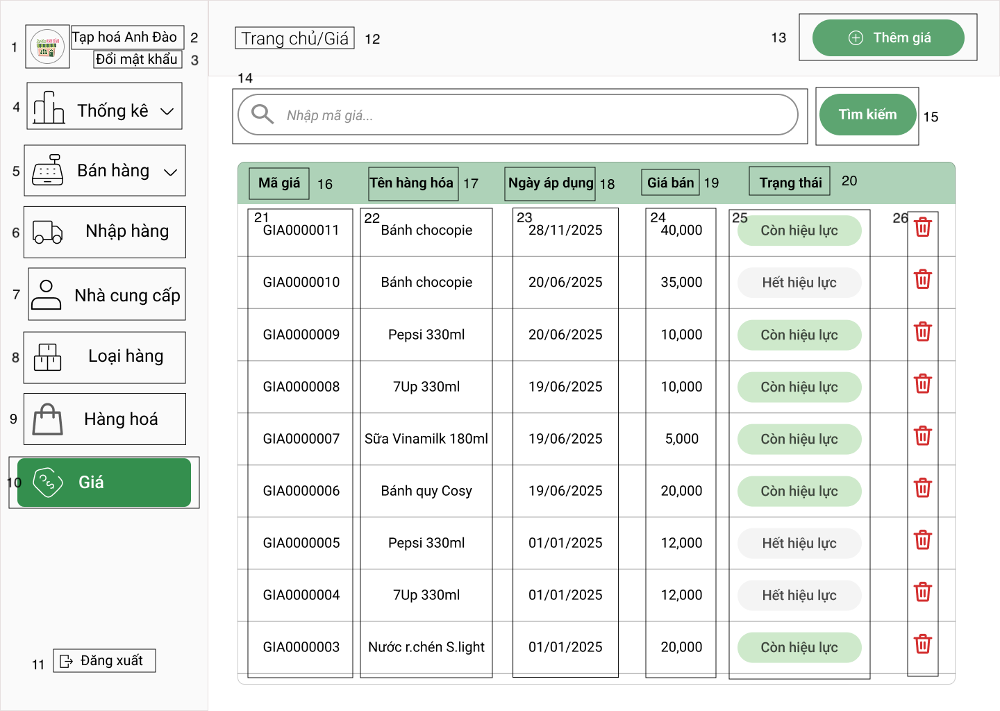 1
Tạp hoá Anh Đào 2
Đổi mật khẩu 3
4 Thống kê
5 Bán hàng
6 Nhập hàng
7 Nhà cung cấp
8 Loại hàng
9 Hàng hoá
10 Giá
11 Đăng xuất
Trang chủ/Giá 12
13 Thêm giá
14
Nhập mã giá...
Tìm kiếm 15
Mã giá 16 Tên hàng hóa 17 Ngày áp dụng 18 Giá bán 19 Trạng thái 20
21 22 23 24 25 26
GIA0000011 Bánh chocopie 28/11/2025 40,000 Còn hiệu lực
GIA0000010 Bánh chocopie 20/06/2025 35,000 Hết hiệu lực
GIA0000009 Pepsi 330ml 20/06/2025 10,000 Còn hiệu lực
GIA0000008 7Up 330ml 19/06/2025 10,000 Còn hiệu lực
GIA0000007 Sữa Vinamilk 180ml 19/06/2025 5,000 Còn hiệu lực
GIA0000006 Bánh quy Cosy 19/06/2025 20,000 Còn hiệu lực
GIA0000005 Pepsi 330ml 01/01/2025 12,000 Hết hiệu lực
GIA0000004 7Up 330ml 01/01/2025 12,000 Hết hiệu lực
GIA0000003 Nước r.chén S.light 01/01/2025 20,000 Còn hiệu lực